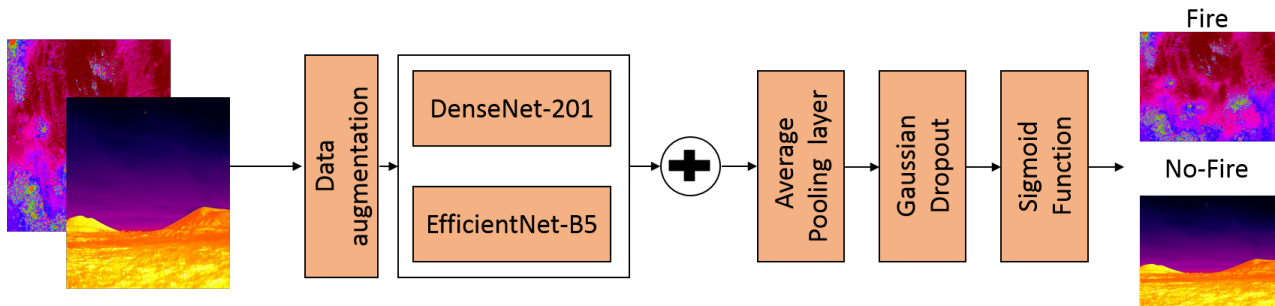 Data
augmentation
DenseNet-201
EfficientNet-B5
Average
Pooling layer
Gaussian
Dropout
Sigmoid
Function
Fire
No-Fire